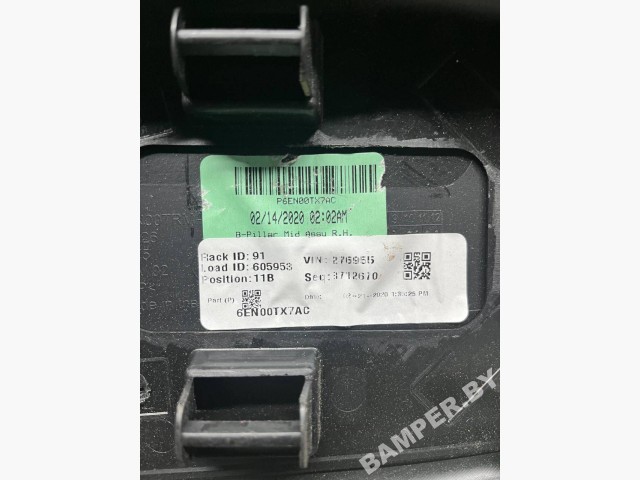 P6EN00TX7AC
02/14/2020 02:02AM
B-Pillar Mid Assy R.H.
Rack ID: 91
VIN: 276955
Load ID: 605953
Seq: 3712670
Position: 11B
Part (P)
6EN00TX7AC
BAMPER.BY